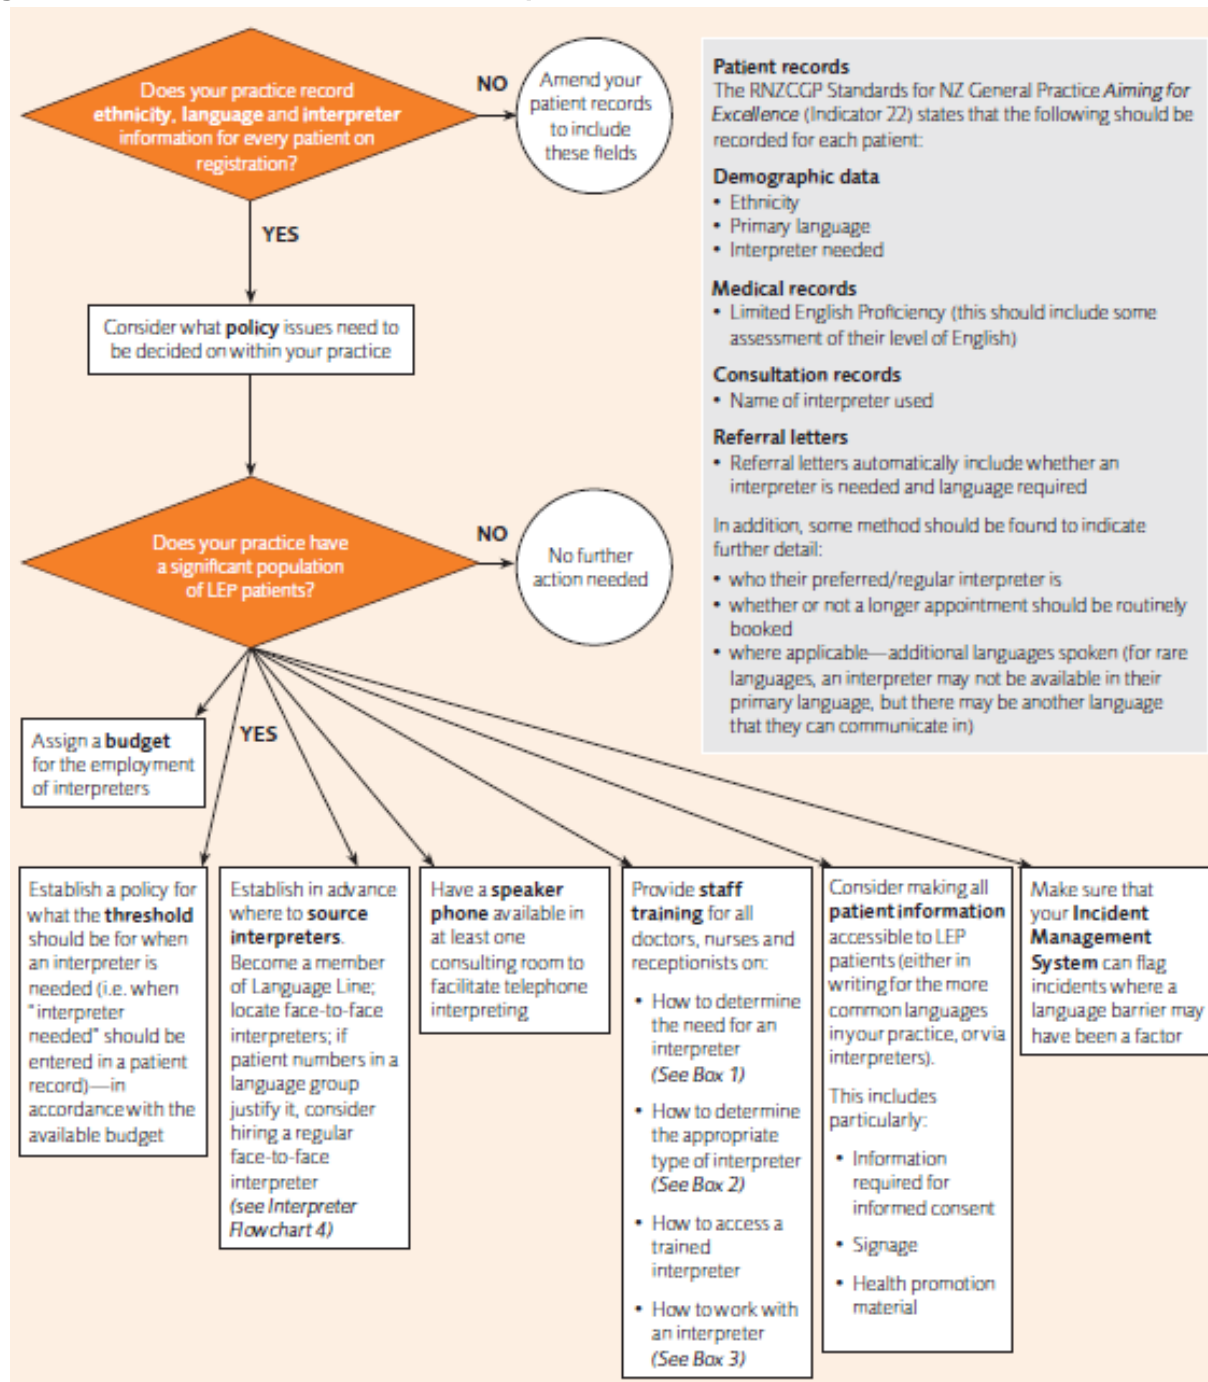 Does your practice record
ethnicity, language and interpreter
information for every patient on
registration?
NO
Amend your
patient records
to include
these fields
YES
Consider what policy issues need to
be decided on within your practice
Does your practice have
a significant population
of LEP patients?
NO
No further
action needed
YES
Patient records
The RNZCGP Standards for NZ General Practice Aiming for
Excellence (Indicator 22) states that the following should be
recorded for each patient:
Demographic data
• Ethnicity
• Primary language
• Interpreter needed
Medical records
• Limited English Proficiency (this should include some
assessment of their level of English)
Consultation records
• Name of interpreter used
Referral letters
• Referral letters automatically include whether an
interpreter is needed and language required
In addition, some method should be found to indicate
further detail:
• who their preferred/regular interpreter is
• whether or not a longer appointment should be routinely
booked
• where applicable—additional languages spoken (for rare
languages, an interpreter may not be available in their
primary language, but there may be another language
that they can communicate in)
Assign a budget
for the employment
of interpreters
Establish a policy for
what the threshold
should be for when
an interpreter is
needed (i.e. when
"interpreter
needed" should be
entered in a patient
record)—in
accordance with the
available budget
Establish in advance
where to source
interpreters.
Become a member
of Language Line;
locate face-to-face
interpreters; if
patient numbers in a
language group
justify it, consider
hiring a regular
face-to-face
interpreter
(see Interpreter
Flowchart 4)
Have a speaker
phone available in
at least one
consulting room to
facilitate telephone
interpreting
Provide staff
training for all
doctors, nurses and
receptionists on:
• How to determine
the need for an
interpreter
(See Box 1)
• How to determine
the appropriate
type of interpreter
(See Box 2)
• How to access a
trained
interpreter
• How to work with
an interpreter
(See Box 3)
Consider making all
patient information
accessible to LEP
patients (either in
writing for the more
common languages
in your practice, or via
interpreters).
This includes
particularly:
• Information
required for
informed consent
• Signage
• Health promotion
material
Make sure that
your Incident
Management
System can flag
incidents where a
language barrier may
have been a factor